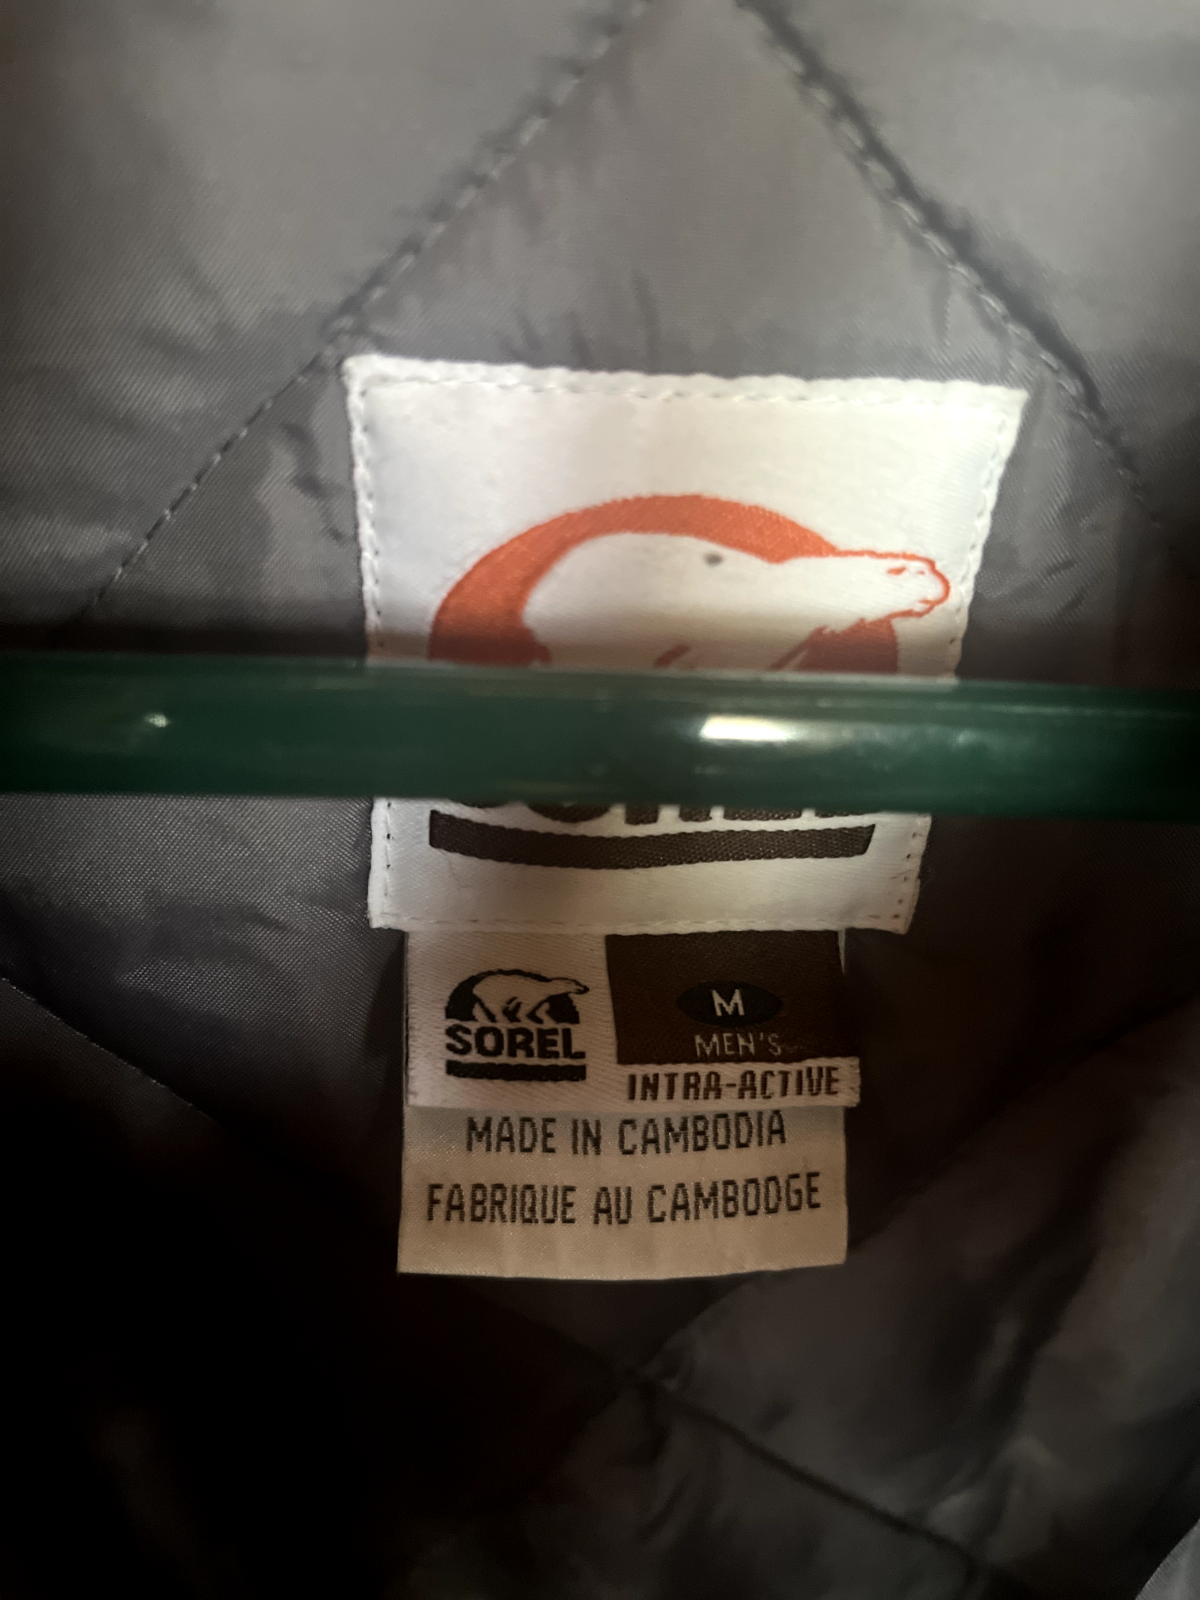 SOREL
M
MEN'S
INTRA-ACTIVE
MADE IN CAMBODIA
FABRIQUE AU CAMBODGE